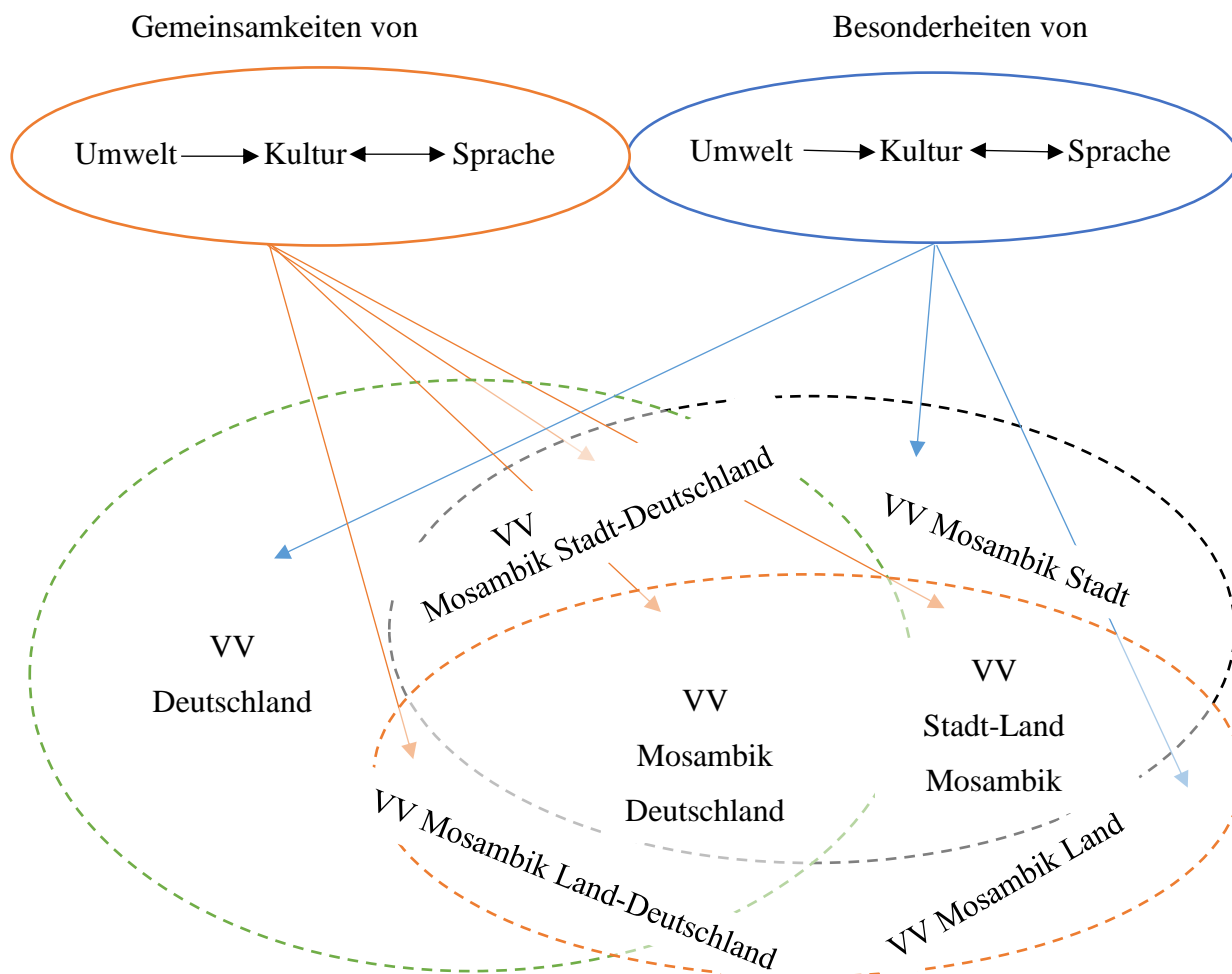 Gemeinsamkeiten von
Besonderheiten von
Umwelt Kultur Sprache
Umwelt Kultur Sprache
VV
Mosambik Stadt-Deutschland
VV Mosambik Stadt
VV
Deutschland
VV
Mosambik
Deutschland
VV
Stadt-Land
Mosambik
VV Mosambik Land-Deutschland
VV Mosambik Land